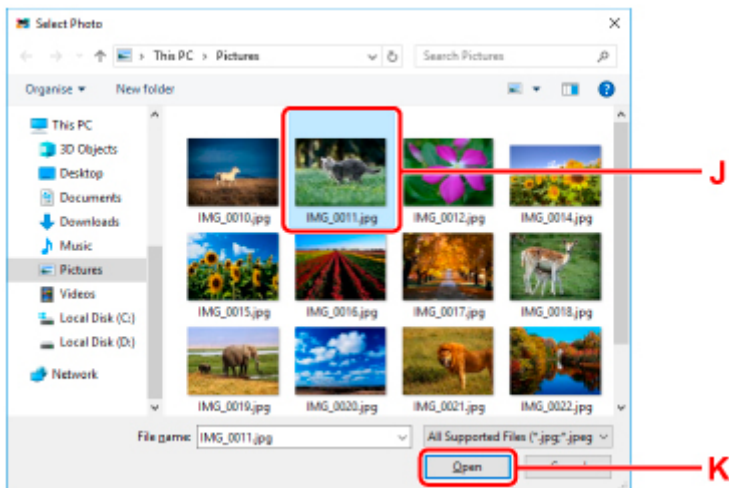 Select Photo
This PC > Pictures
Search Pictures
Organise
New folder
This PC
3D Objects
Desktop
Documents
Downloads
Music
Pictures
Videos
Local Disk (C:)
Local Disk (D:)
Network
IMG_0010.jpg IMG_0011.jpg IMG_0012.jpg IMG_0014.jpg
J
IMG_0015.jpg IMG_0016.jpg IMG_0017.jpg IMG_0018.jpg
IMG_0019.jpg IMG_0020.jpg IMG_0021.jpg IMG_0022.jpg
File name: IMG_0011.jpg
All Supported Files (*.jpg;*.jpeg
Open
K